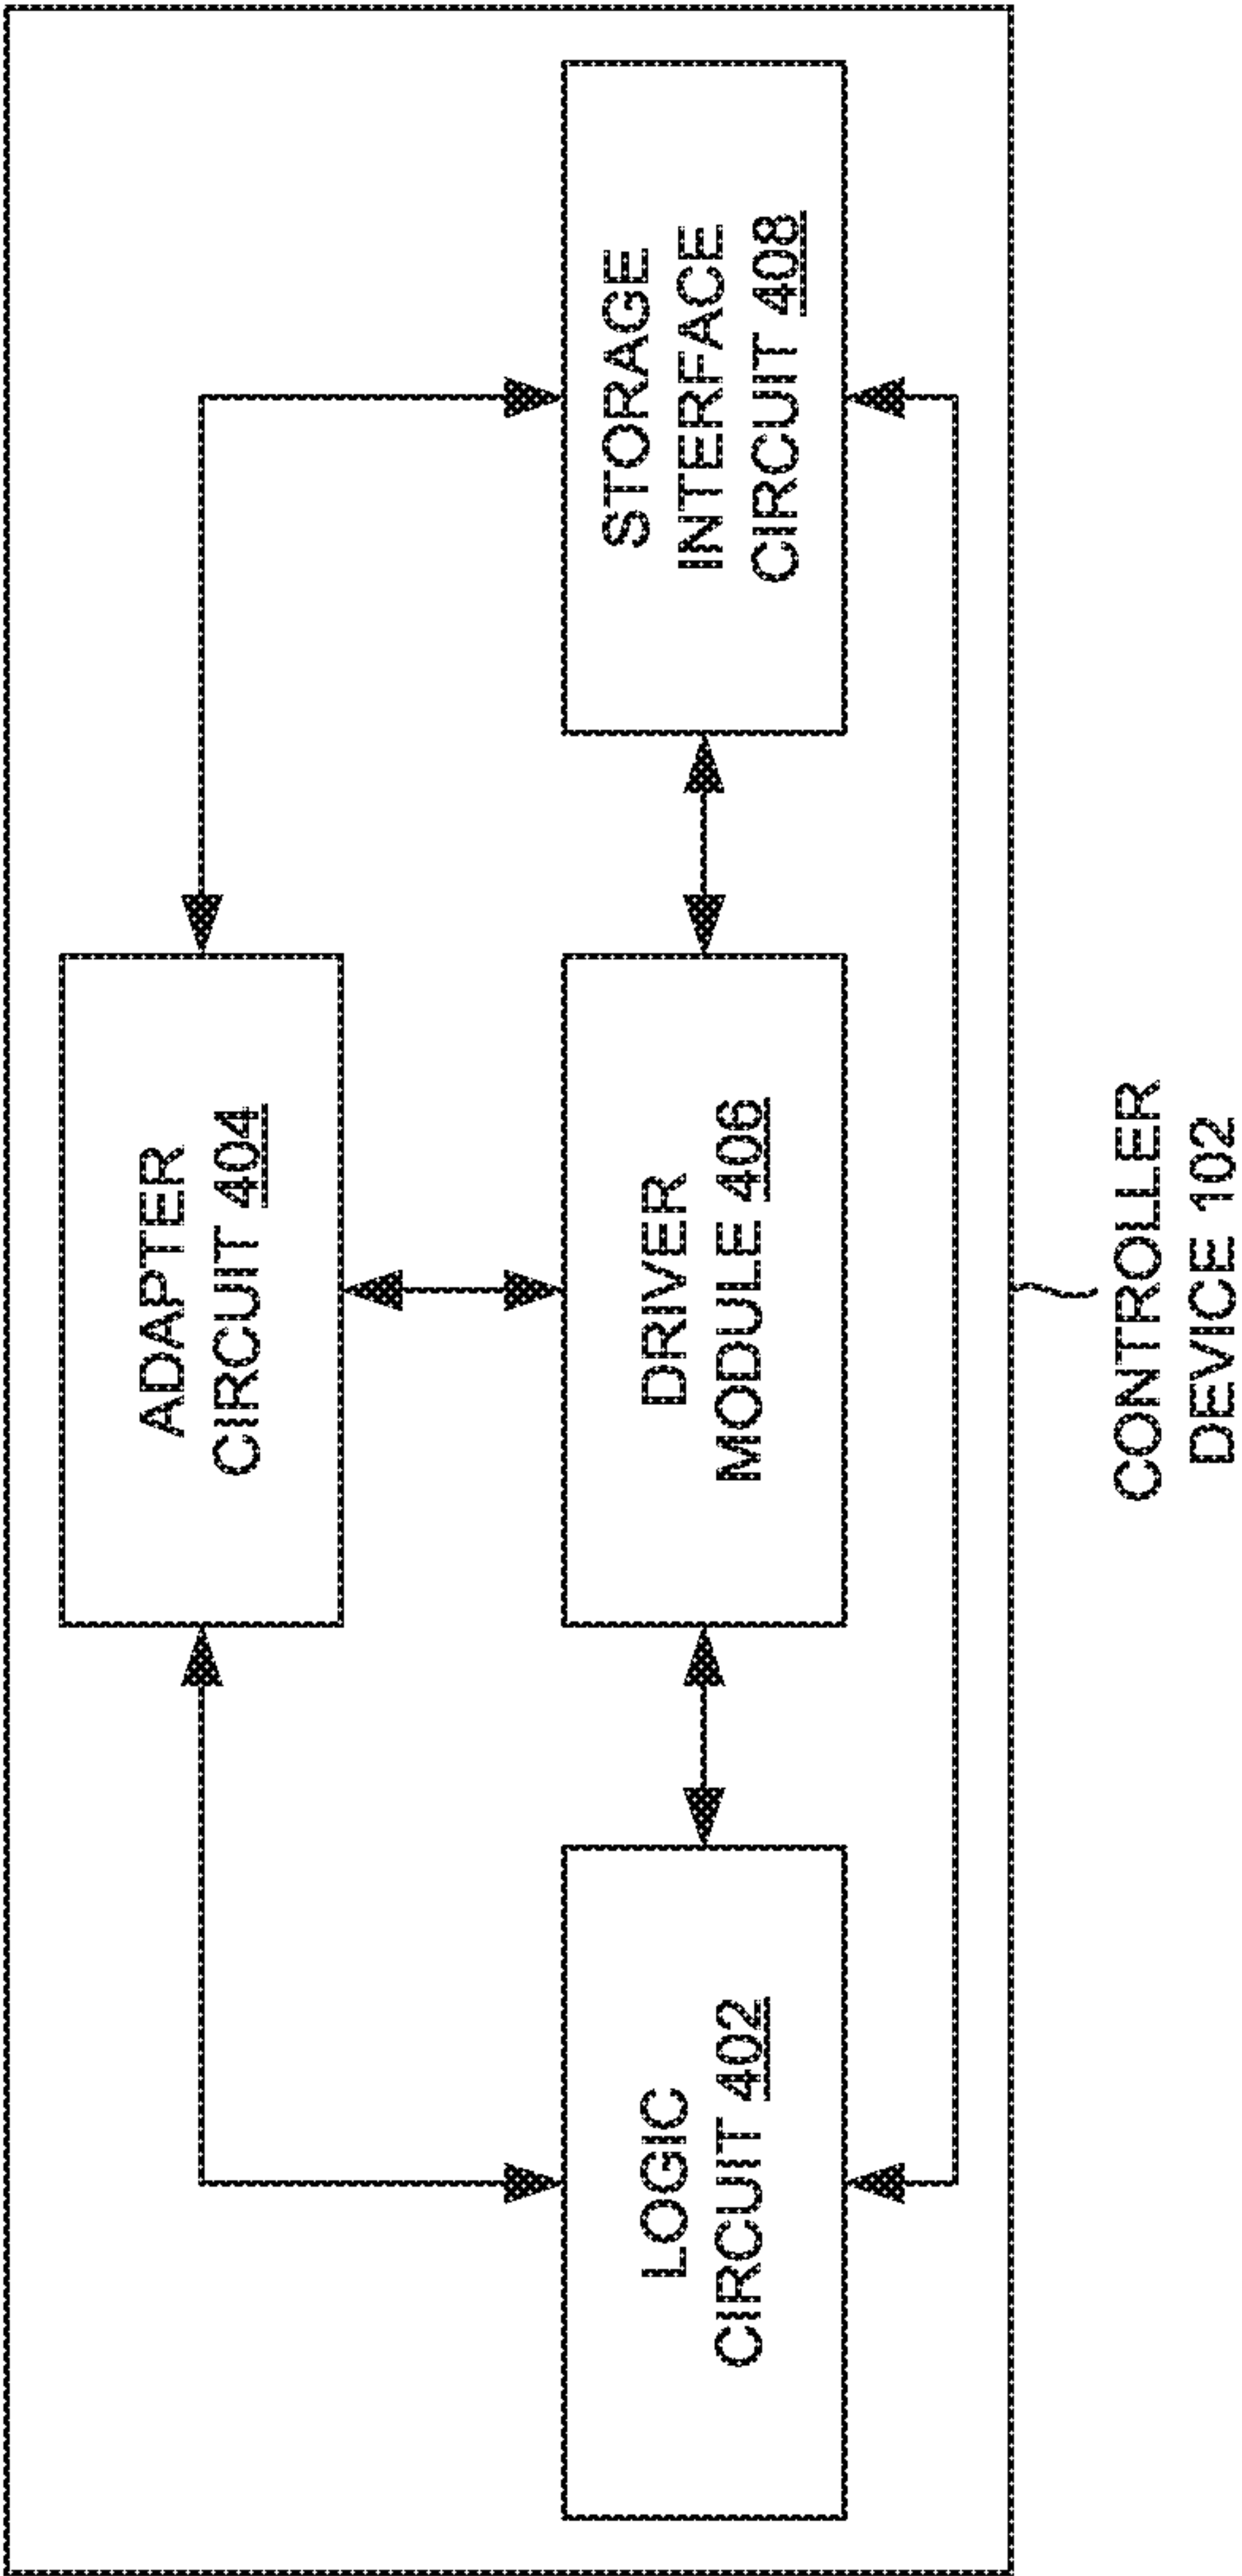 ADAPTER
CIRCUIT 404
LOGIC
CIRCUIT 402
DRIVER
MODULE 406
STORAGE
INTERFACE
CIRCUIT 408
CONTROLLER
DEVICE 102